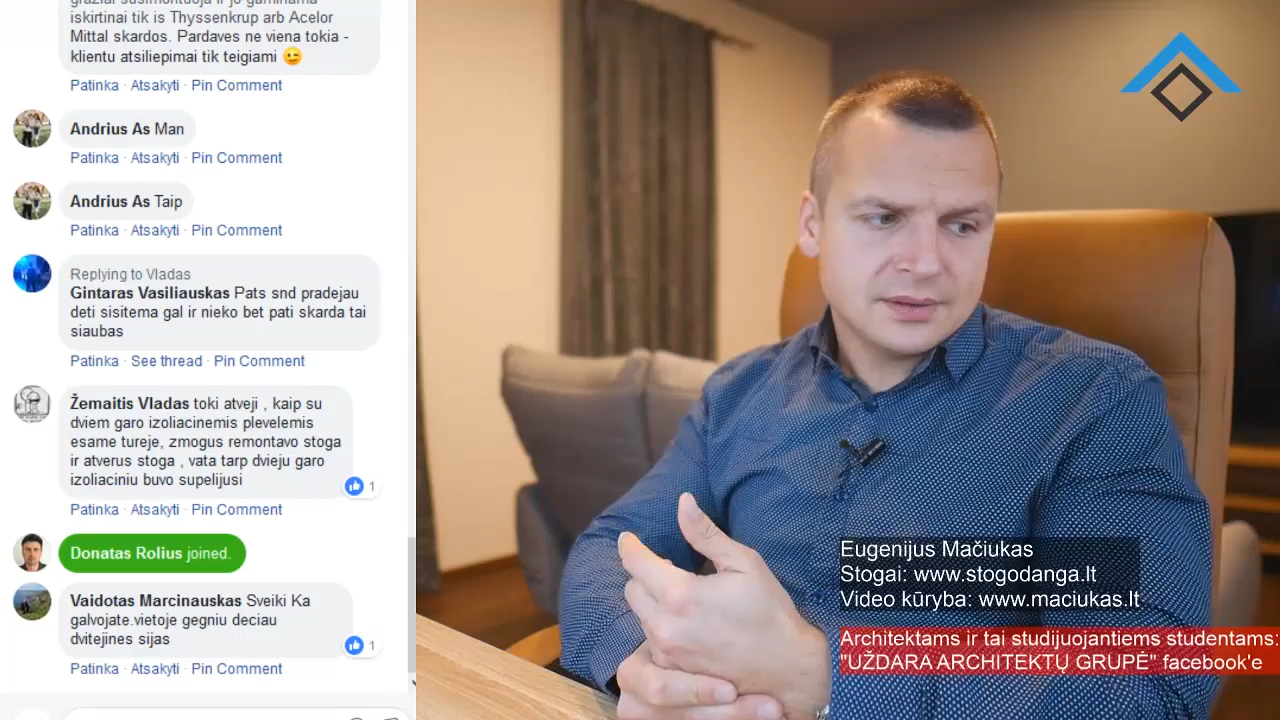 gražiai susimontuoja ir jo gaminama
iskirtinai tik is Thyssenkrup arb Acelor
Mittal skardos. Pardaves ne viena tokia -
klientu atsiliepimai tik teigiami 😉
Patinka · Atsakyti · Pin Comment
Andrius As Man
Patinka · Atsakyti · Pin Comment
Andrius As Taip
Patinka · Atsakyti · Pin Comment
Replying to Vladas
Gintaras Vasiliauskas Pats snd pradejau
deti sisitema gal ir nieko bet pati skarda tai
siaubas
Patinka · See thread · Pin Comment
Žemaitis Vladas toki atveji , kaip su
dviem garo izoliacinemis plevelemis
esame tureje, zmogus remontavo stoga
ir atverus stoga , vata tarp dvieju garo
izoliaciniu buvo supelijusi
1
Patinka · Atsakyti · Pin Comment
Donatas Rolius joined.
Vaidotas Marcinauskas Sveiki Ka
galvojate.vietoje gegniu deciau
dvitejines sijas
1
Patinka · Atsakyti · Pin Comment
Eugenijus Mačiukas
Stogai: www.stogodanga.lt
Video kūryba: www.maciukas.lt
Architektams ir tai studijuojantiems studentams:
"UŽDARA ARCHITEKTŲ GRUPĖ" facebook'e